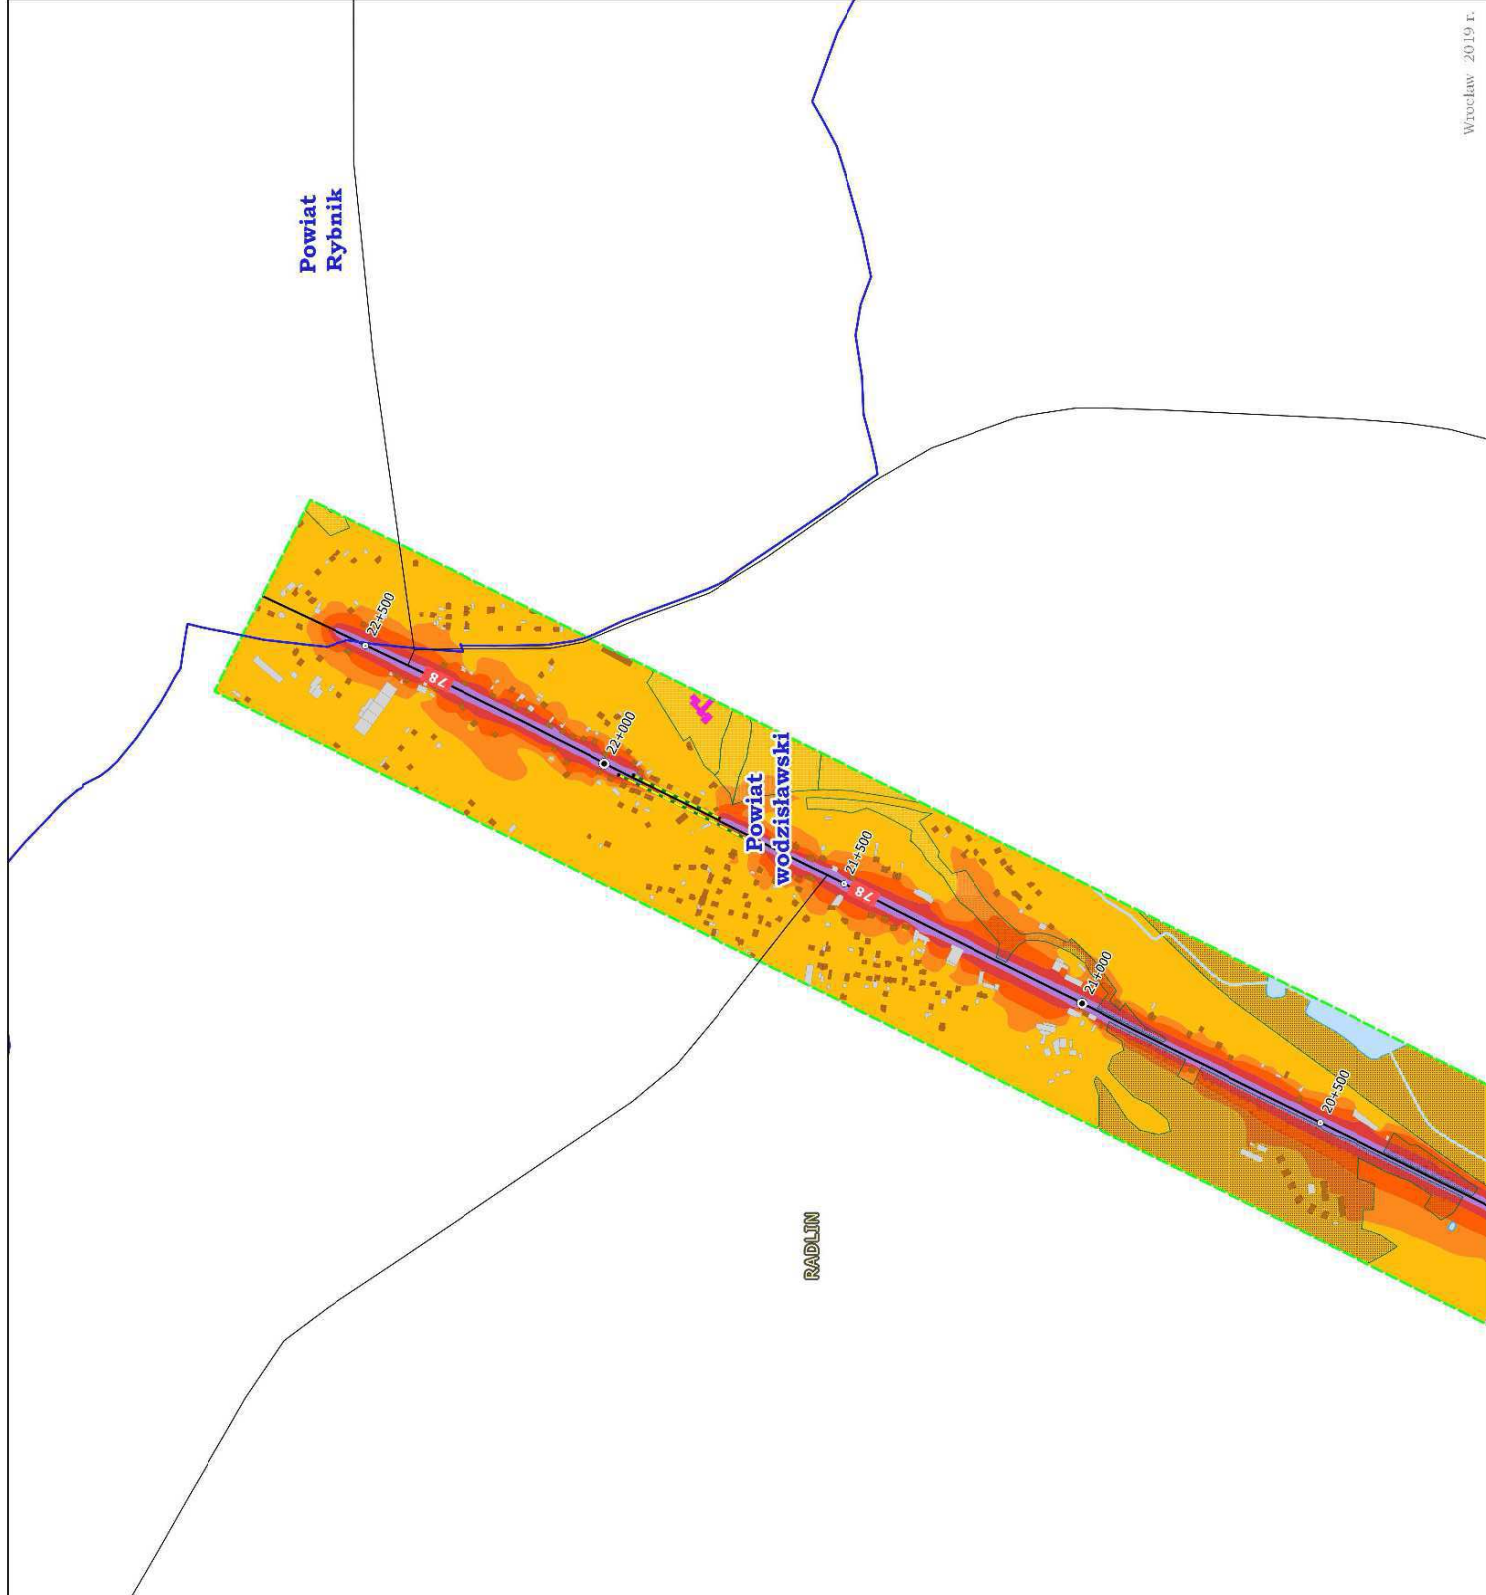 Wrocław 2019 r.
Powiat
Rybnik
22+500
78
22+000
Powiat
wodzisławski
21+500
78
21+000
20+500
RADLIN